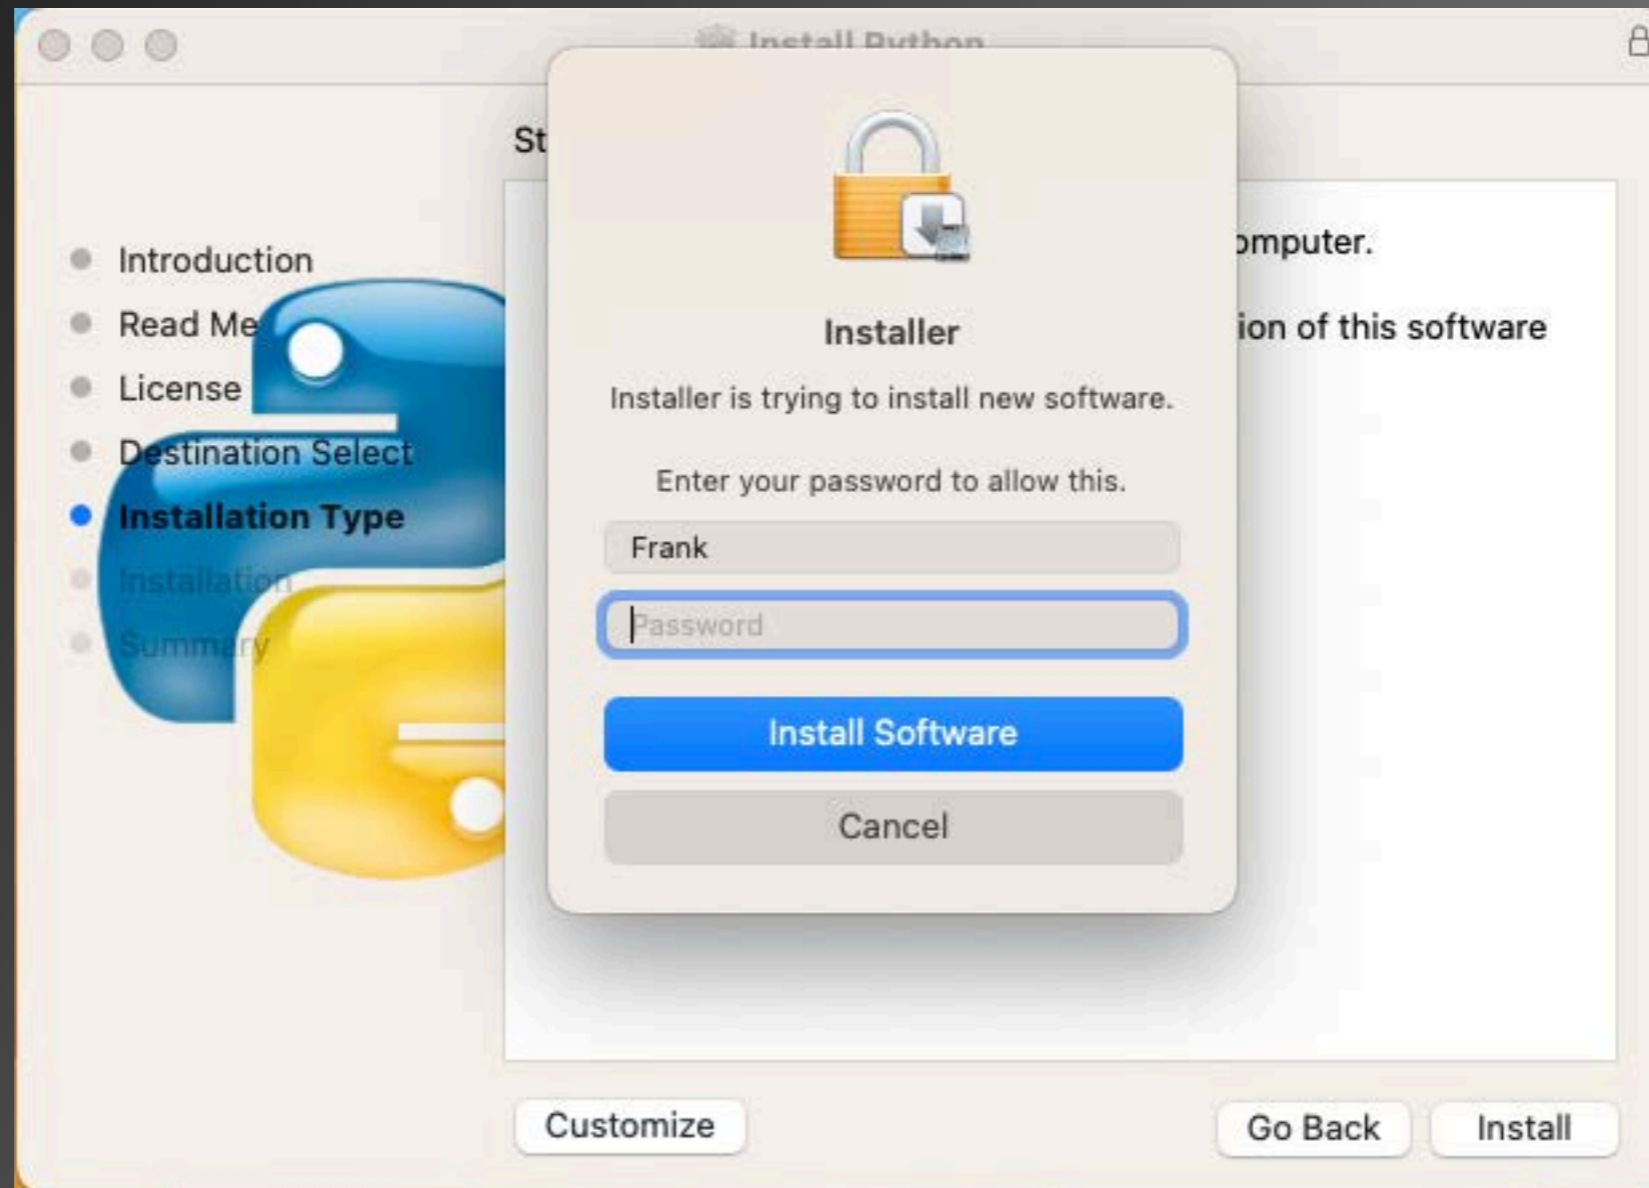 Install Python
St
omputer.
ion of this software
Introduction
Read Me
License
Destination Select
Installation Type
Installation
Summary
Installer
Installer is trying to install new software.
Enter your password to allow this.
Frank
Password
Install Software
Cancel
Customize
Go Back
Install